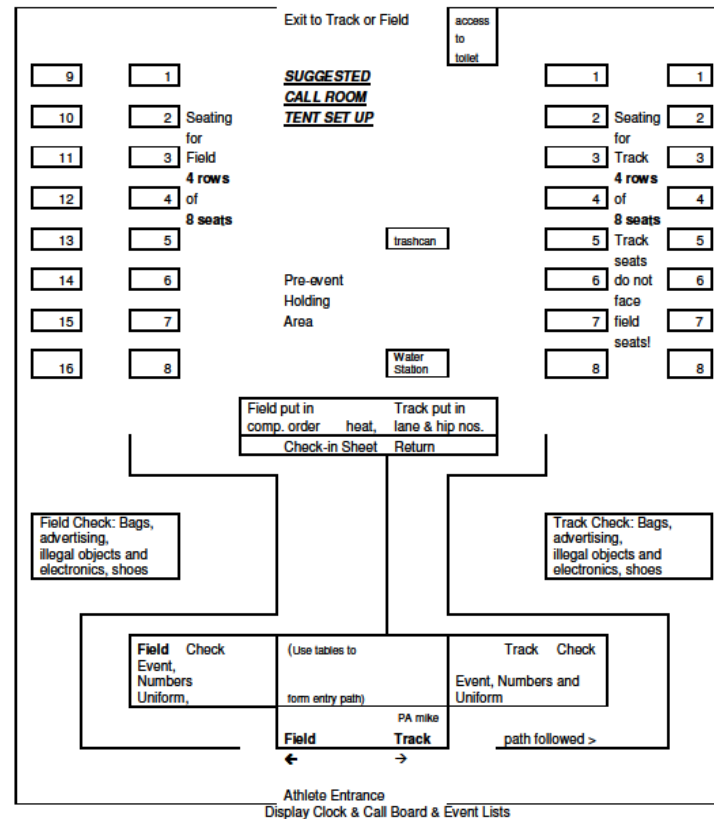 Exit to Track or Field
access
to
toilet
9 1 SUGGESTED 1 1
CALL ROOM
10 2 Seating TENT SET UP 2 Seating 2
for for
11 3 Field 3 Track 3
4 rows 4 rows
12 4 of 4 of 4
8 seats 8 seats
13 5 trashcan 5 Track 5
seats
14 6 Pre-event 6 do not 6
Holding face
15 7 Area 7 field 7
seats!
16 8 Water 8 8
Station
Field put in Track put in
comp. order heat, lane & hip nos.
Check-in Sheet Return
Field Check: Bags,
advertising,
illegal objects and
electronics, shoes
Track Check: Bags,
advertising,
illegal objects and
electronics, shoes
Field Check
Event,
Numbers
Uniform,
(Use tables to
form entry path)
Track Check
Event, Numbers and
Uniform
PA mike
Field Track path followed >
← →
Athlete Entrance
Display Clock & Call Board & Event Lists